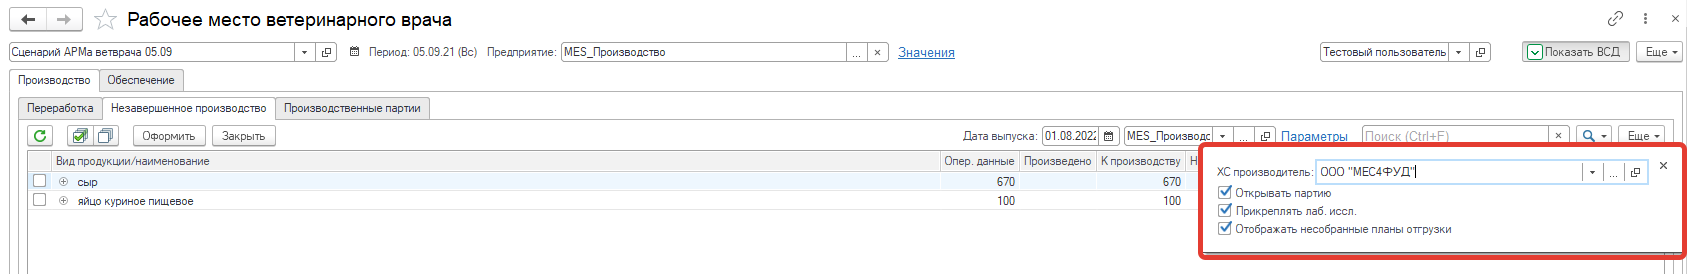 Рабочее место ветеринарного врача
Сценарий АРМа ветврача 05.09 Период: 05.09.21 (Вс) Предприятие: MES_Производство ... × Значения Тестовый пользователь Показать ВСД Еще
Производство Обеспечение
Переработка Незавершенное производство Производственные партии
Оформить Закрыть Дата выпуска: 01.08.2022 MES_Производс ... Параметры Поиск (Ctrl+F) × Еще
Вид продукции/наименование Опер. данные Произведено К производству Н
сыр 670 670
яйцо куриное пищевое 100 100
ХС производитель: ООО "МЕС4ФУД" ... ×
Открывать партию
Прикреплять лаб. иссл.
Отображать несобранные планы отгрузки